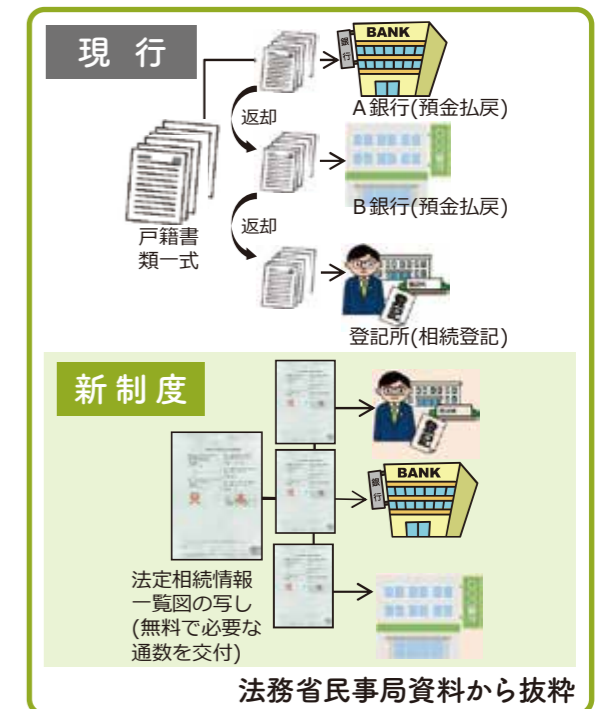 現 行
BANK
銀行
A銀行(預金払戻)
返却
B銀行(預金払戻)
返却
戸籍書
類一式
登記所(相続登記)
新制度
BANK
銀行
法定相続情報
一覧図の写し
(無料で必要な
通数を交付)
法務省民事局資料から抜粋